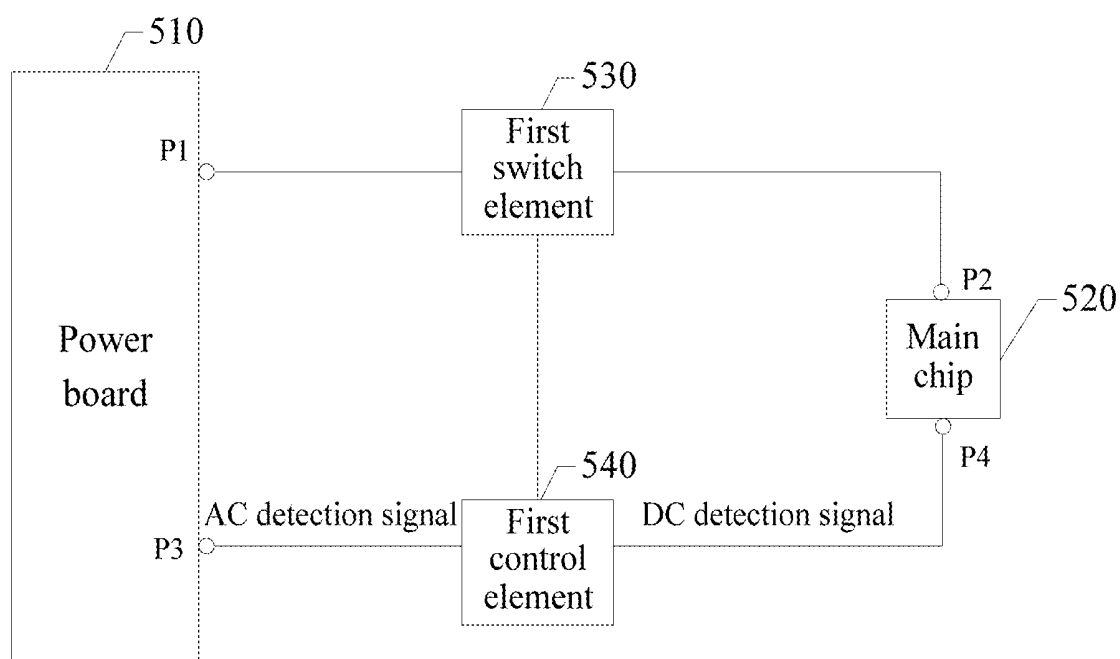 510
530
First
switch
element
P1
P2
520
Main
chip
Power
board
P4
540
AC detection signal
First
control
element
DC detection signal
P3